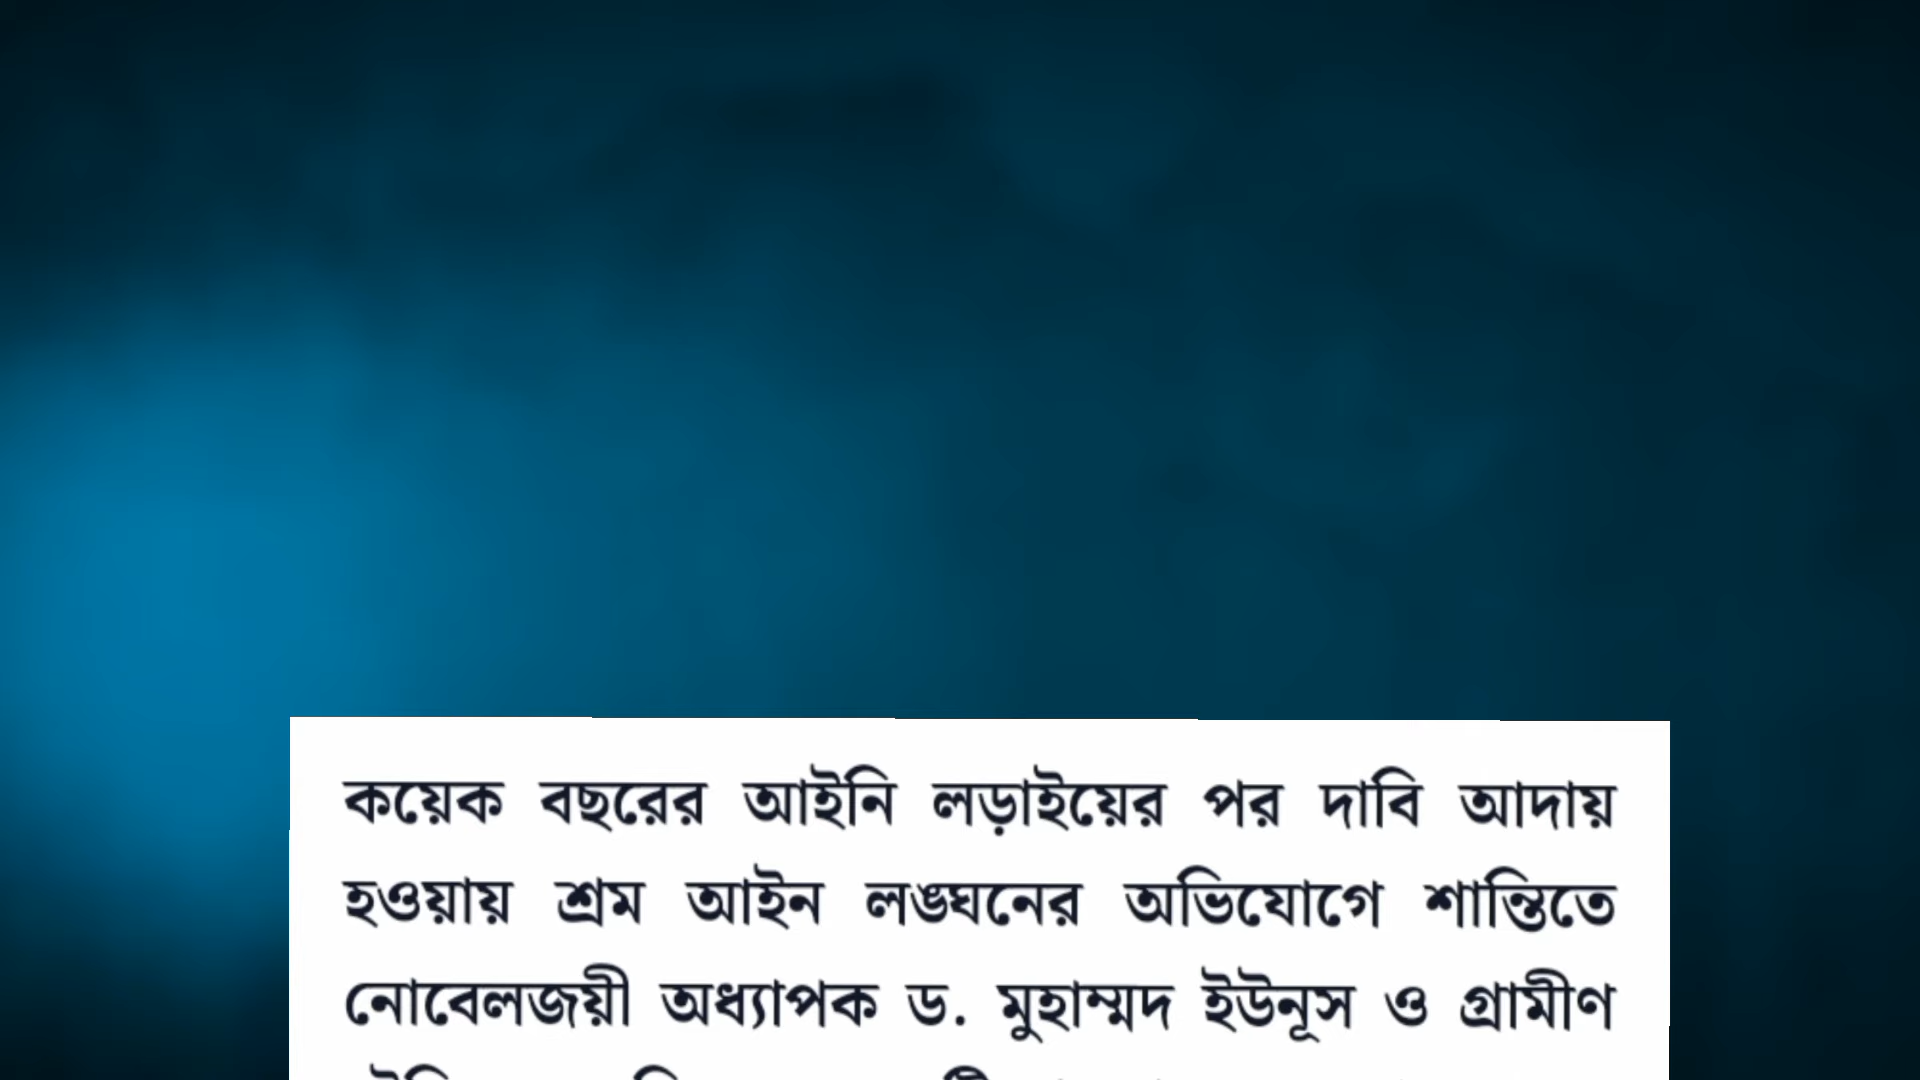 কয়েক বছরের আইনি লড়াইয়ের পর দাবি আদায়
হওয়ায় শ্রম আইন লঙ্ঘনের অভিযোগে শান্তিতে
নোবেলজয়ী অধ্যাপক ড. মুহাম্মদ ইউনূস ও গ্রামীণ